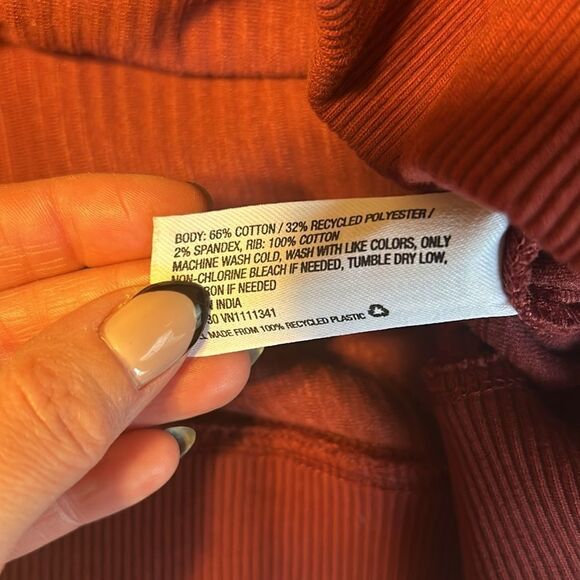 BODY: 66% COTTON / 32% RECYCLED POLYESTER /
2% SPANDEX, RIB: 100% COTTON
MACHINE WASH COLD, WASH WITH LIKE COLORS, ONLY
NON-CHLORINE BLEACH IF NEEDED, TUMBLE DRY LOW,
IF NEEDED
INDIA
VN1111341
MADE FROM 100% RECYCLED PLASTIC